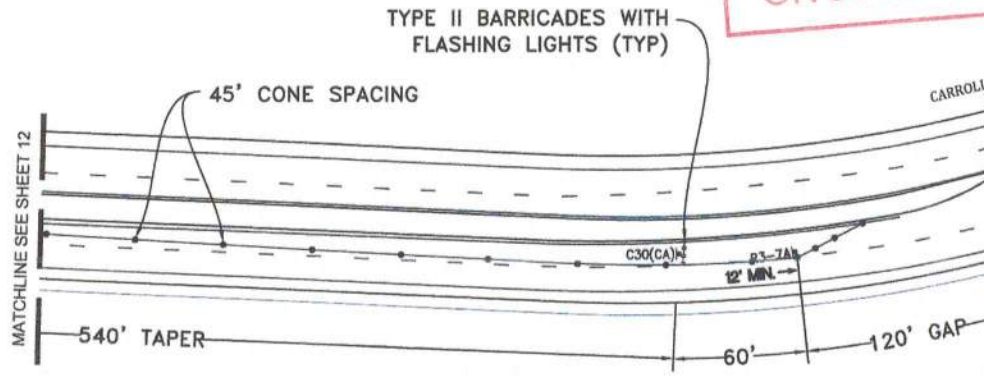 TYPE II BARRICADES WITH
FLASHING LIGHTS (TYP)
45' CONE SPACING
CARROLL
MATCHLINE SEE SHEET 12
C30(CA)
R3-7A
12' MIN.
540' TAPER
60'
120' GAP